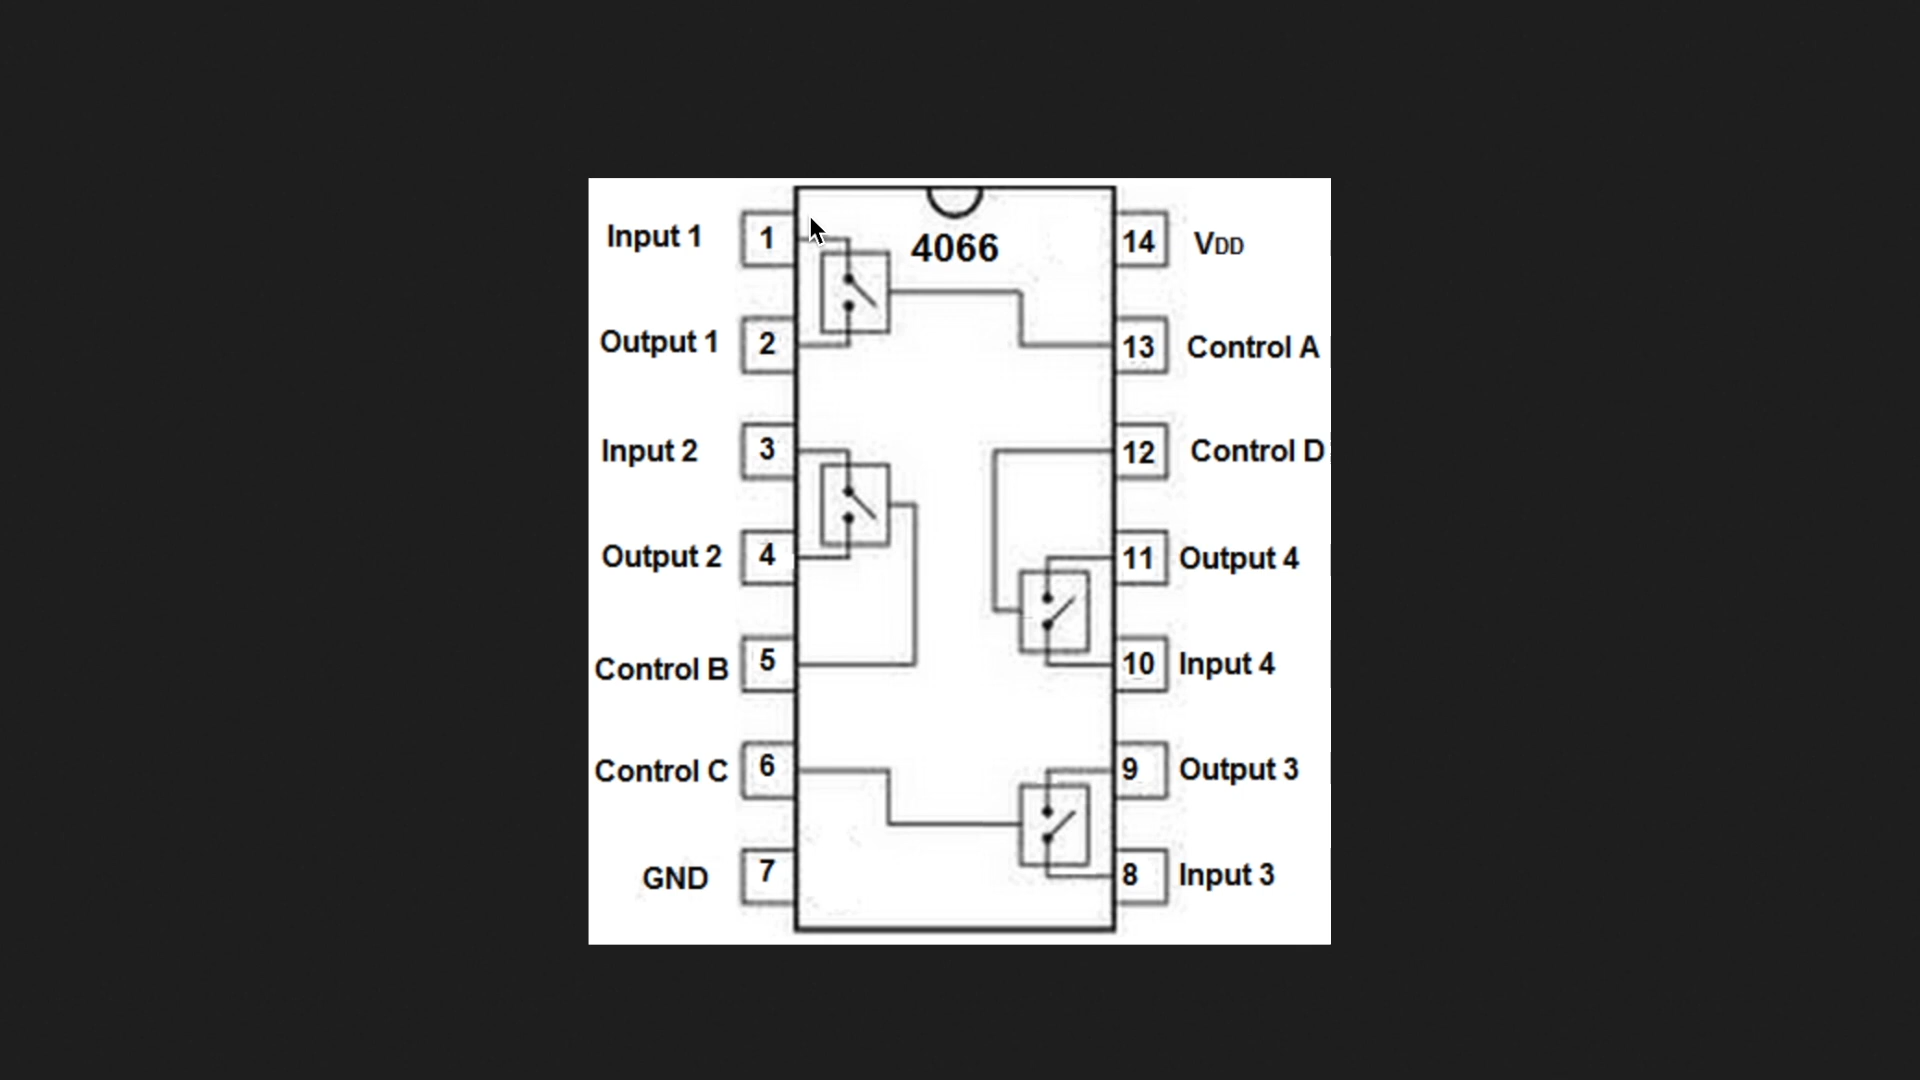 4066
Input 1 1
Output 1 2
Input 2 3
Output 2 4
Control B 5
Control C 6
GND 7
14 VDD
13 Control A
12 Control D
11 Output 4
10 Input 4
9 Output 3
8 Input 3